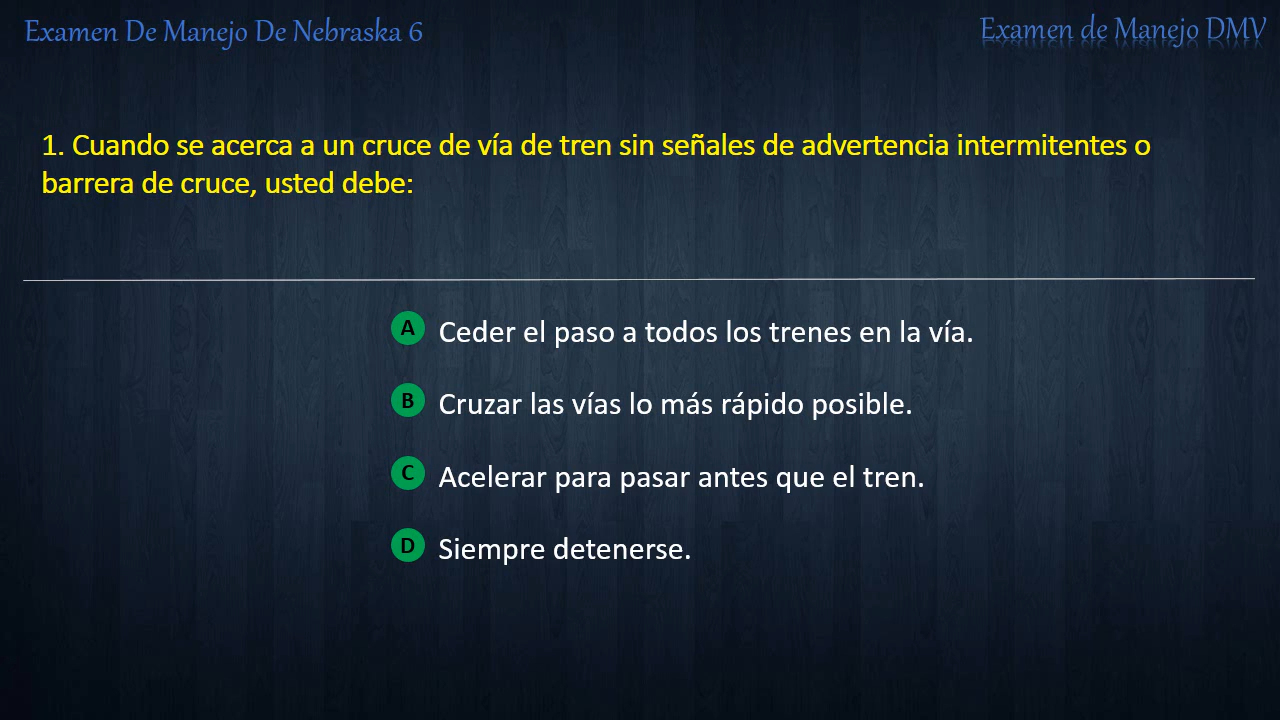 Examen De Manejo De Nebraska 6
Examen de Manejo DMV
1. Cuando se acerca a un cruce de vía de tren sin señales de advertencia intermitentes o
barrera de cruce, usted debe:
A Ceder el paso a todos los trenes en la vía.
B Cruzar las vías lo más rápido posible.
C Acelerar para pasar antes que el tren.
D Siempre detenerse.